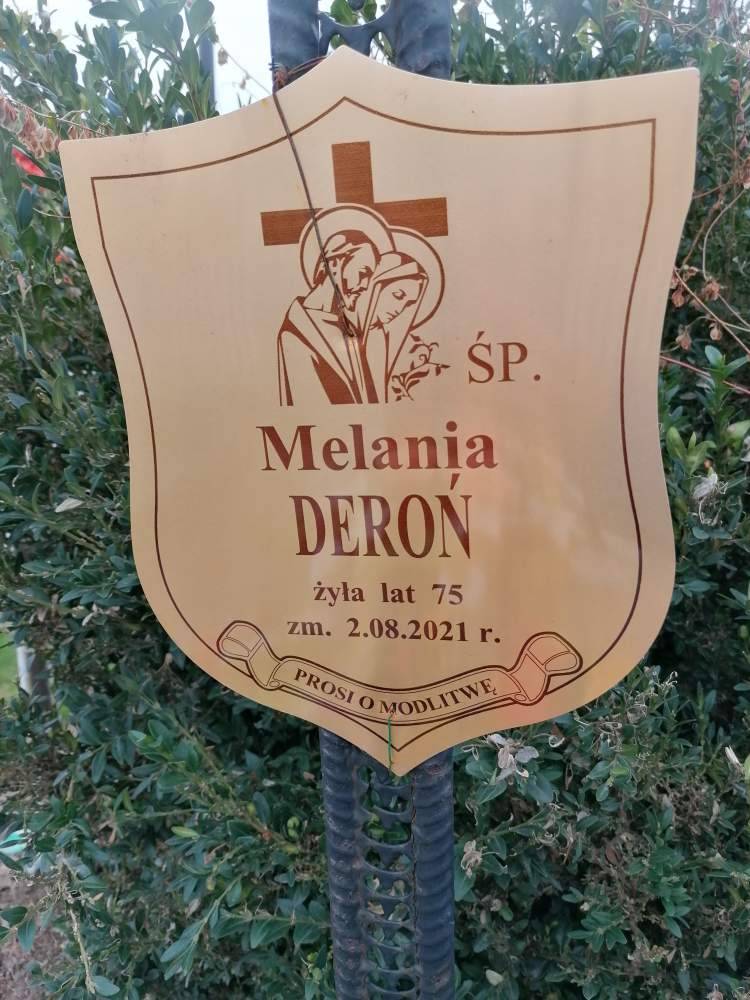 ŚP.
Melania
DEROŃ
żyła lat 75
zm. 2.08.2021 r.
PROSI O MODLITWĘ